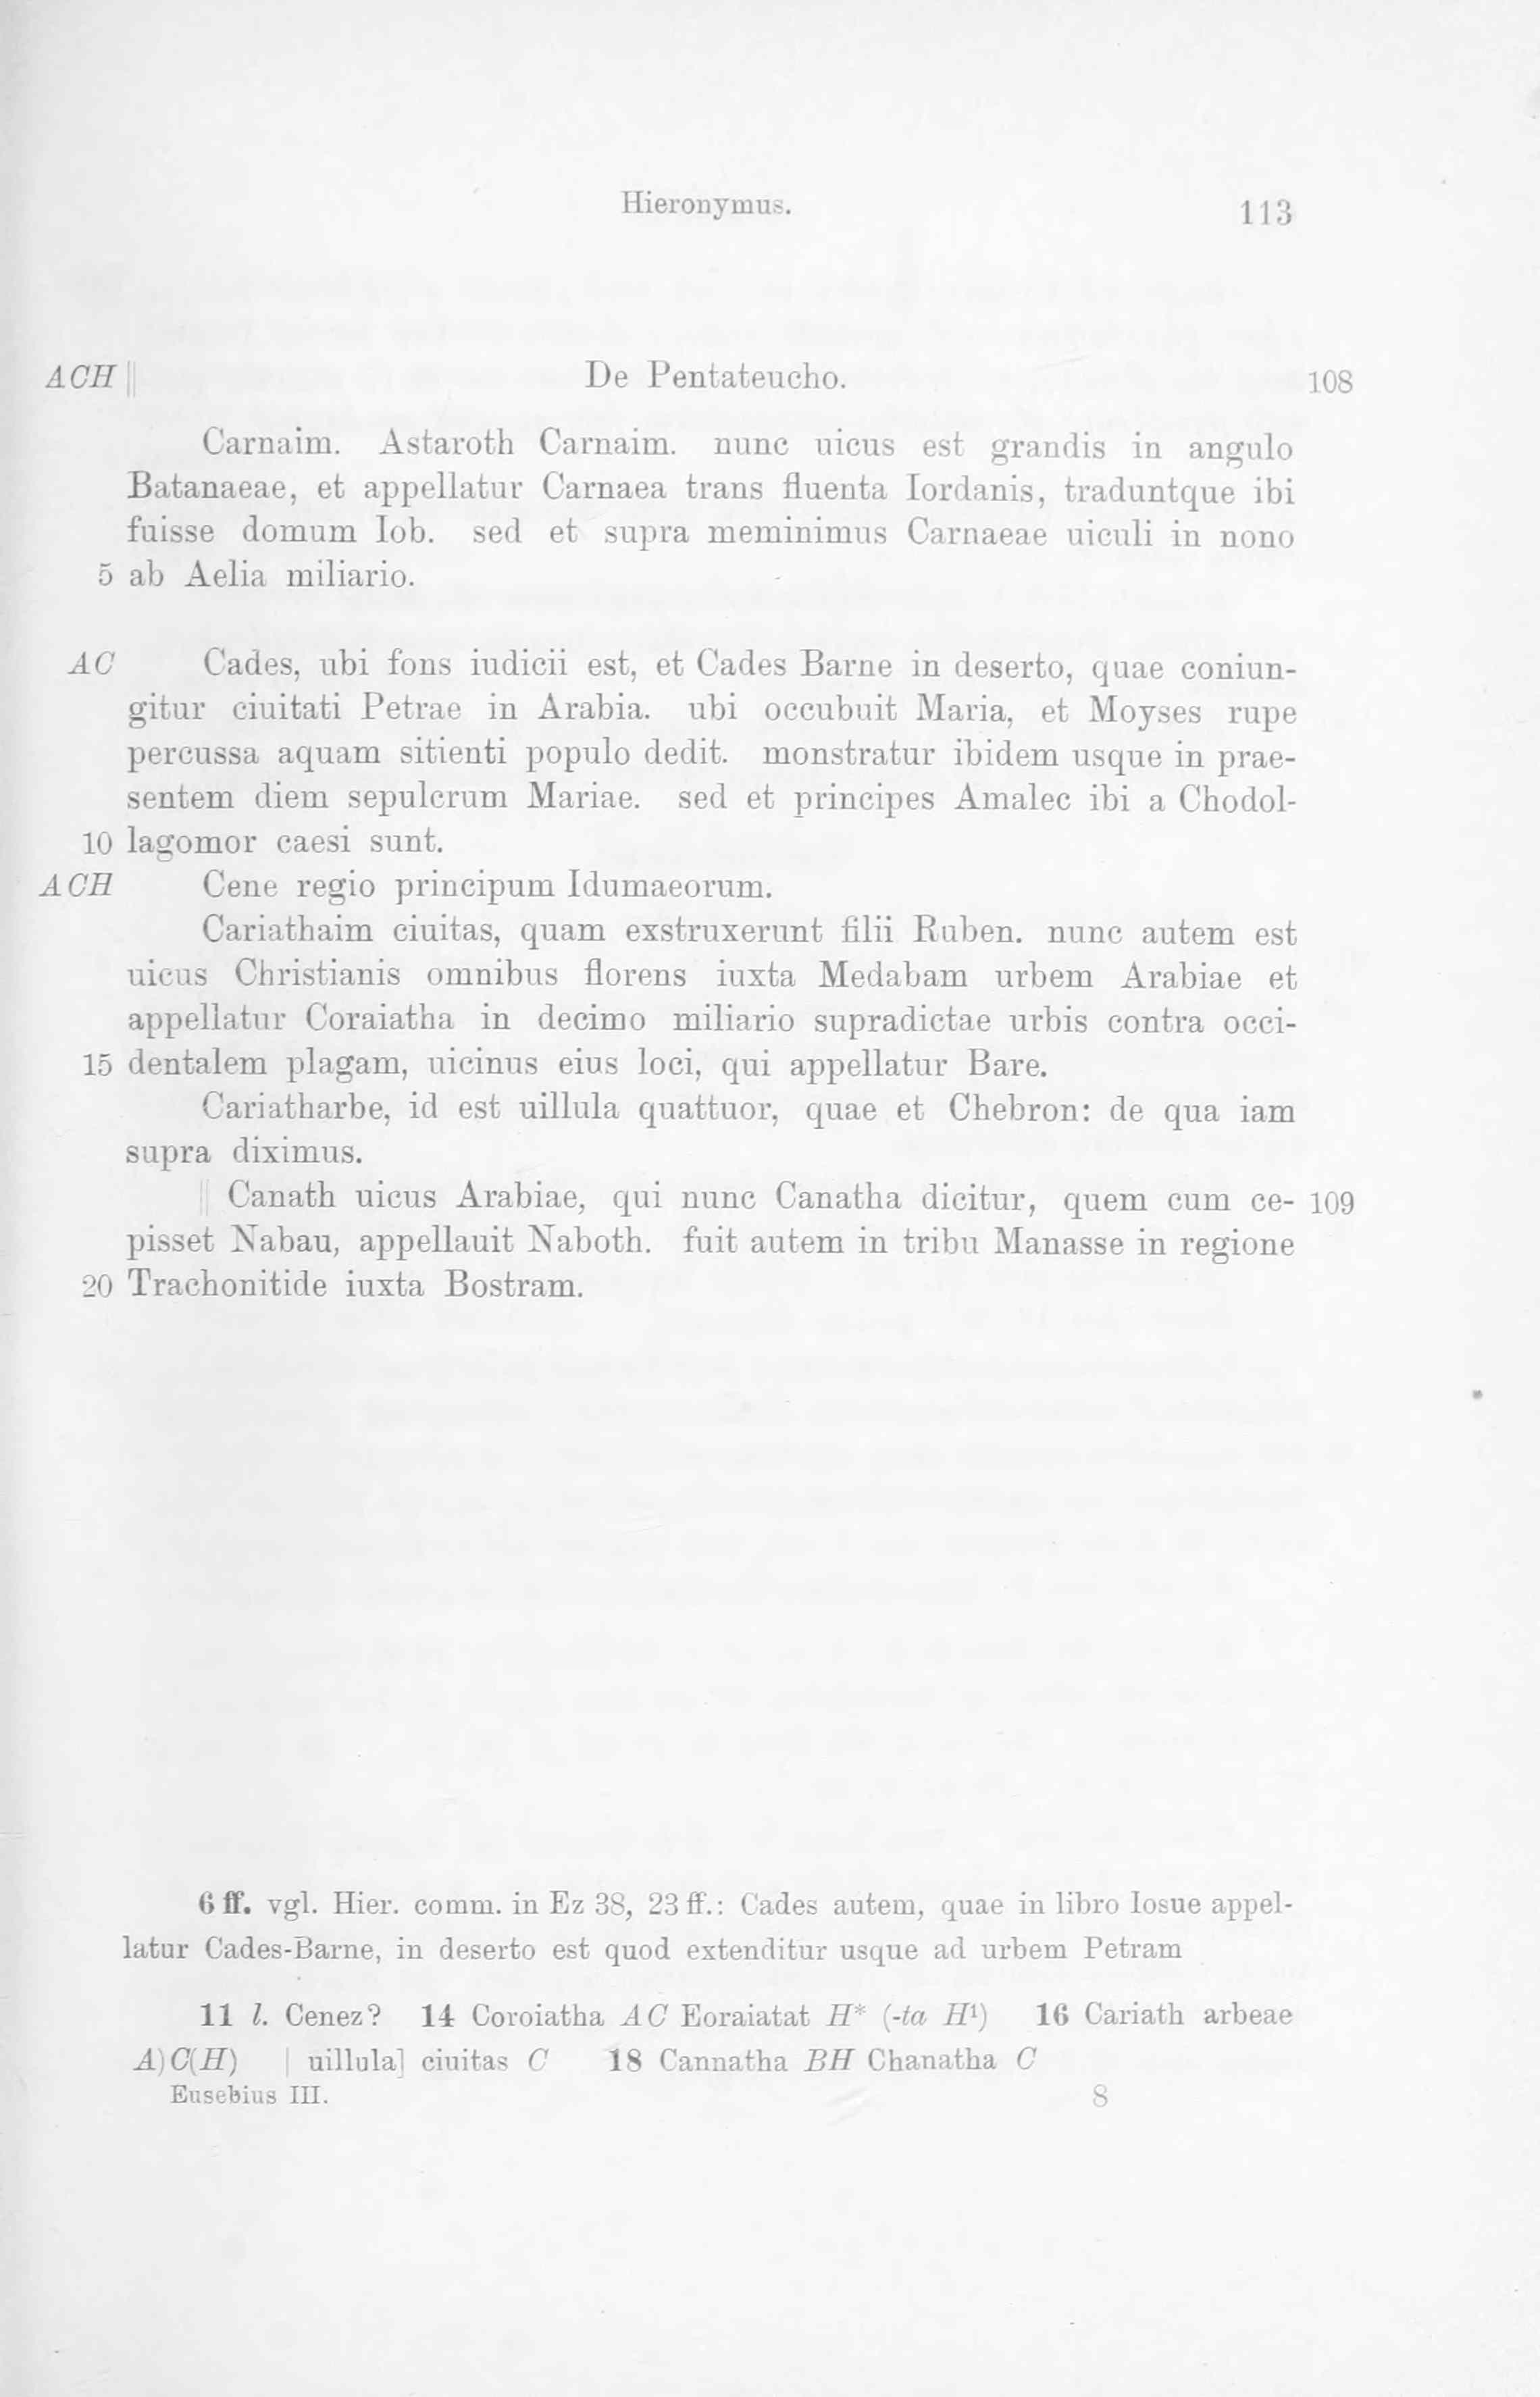 Hieronymus. 113
ACH || De Pentateucho. 108
Carnaim. Astaroth Carnaim. nunc uicus est grandis in angulo
Batanaeae, et appellatur Carnaea trans fluenta Iordanis, traduntque ibi
fuisse domum Iob. sed et supra meminimus Carnaeae uiculi in nono
5 ab Aelia miliario.
AC Cades, ubi fons iudicii est, et Cades Barne in deserto, quae coniun-
gitur ciuitati Petrae in Arabia. ubi occubuit Maria, et Moyses rupe
percussa aquam sitienti populo dedit. monstratur ibidem usque in prae-
sentem diem sepulcrum Mariae. sed et principes Amalec ibi a Chodol-
10 lagomor caesi sunt.
ACH Cene regio principum Idumaeorum.
Cariathaim ciuitas, quam exstruxerunt filii Ruben. nunc autem est
uicus Christianis omnibus florens iuxta Medabam urbem Arabiae et
appellatur Coraiatha in decimo miliario supradictae urbis contra occi-
15 dentalem plagam, uicinus eius loci, qui appellatur Bare.
Cariatharbe, id est uillula quattuor, quae et Chebron: de qua iam
supra diximus.
|| Canath uicus Arabiae, qui nunc Canatha dicitur, quem cum ce- 109
pisset Nabau, appellauit Naboth. fuit autem in tribu Manasse in regione
20 Trachonitide iuxta Bostram.
6 ff. vgl. Hier. comm. in Ez 38, 23 ff.: Cades autem, quae in libro Iosue appel-
latur Cades-Barne, in deserto est quod extenditur usque ad urbem Petram
11 l. Cenez? 14 Coroiatha AC Eoraiatat H* (-ta H¹) 16 Cariath arbeae
A) C(H) | uillula] ciuitas C 18 Cannatha BH Chanatha C
Eusebius III. 8